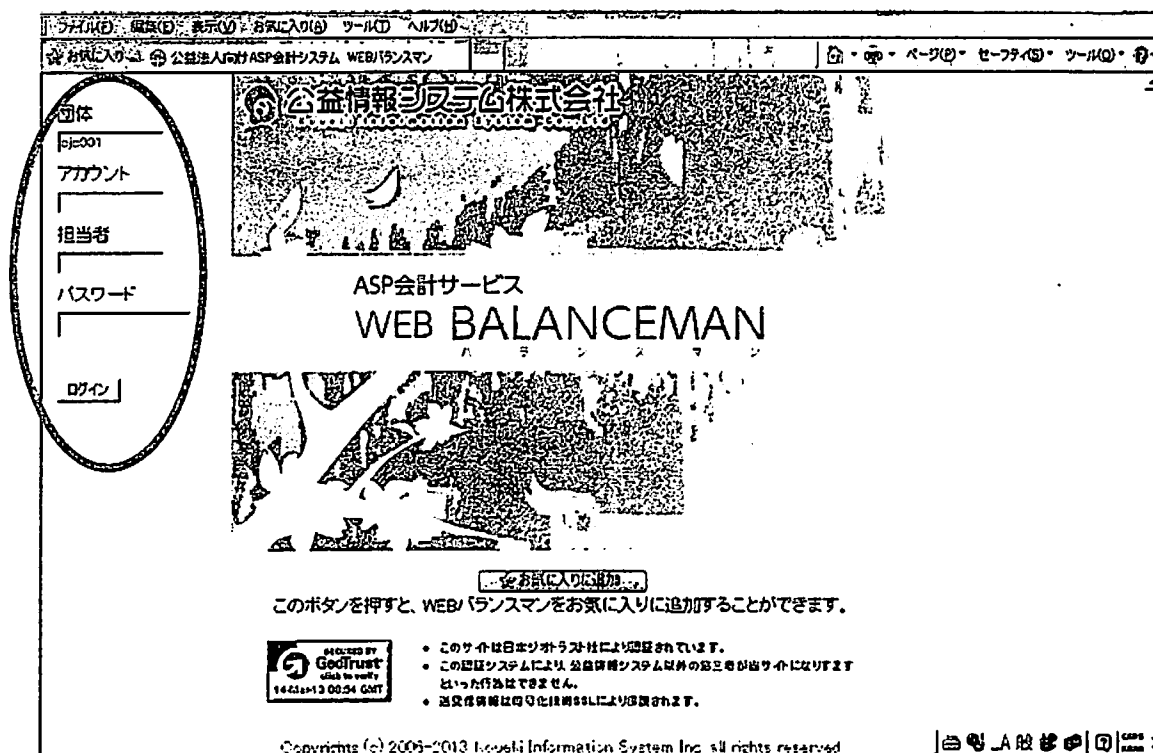 ファイル(F) 編集(E) 表示(V) お気に入り(A) ツール(T) ヘルプ(H)
お気に入り 公益法人向けASP会計システム WEBバランスマン
ページ(P) セーフティ(S) ツール(O)
公益情報システム株式会社
団体
アカウント
担当者
パスワード
ログイン
ASP会計サービス
WEB BALANCEMAN
バランスマン
お気に入りに追加
このボタンを押すと、WEBバランスマンをお気に入りに追加することができます。
SECURED BY
GeoTrust
click to verify
14-Mar-13 00:54 GMT
• このサイトは日本ジオトラスト社により認証されています。
• この認証システムにより、公益情報システム以外の第三者が当サイトになりすます
といった行為はできません。
• 送受信情報は暗号化技術SSLにより保護されます。
Copyrights (c) 2006-2013 Koueki Information System Inc. all rights reserved